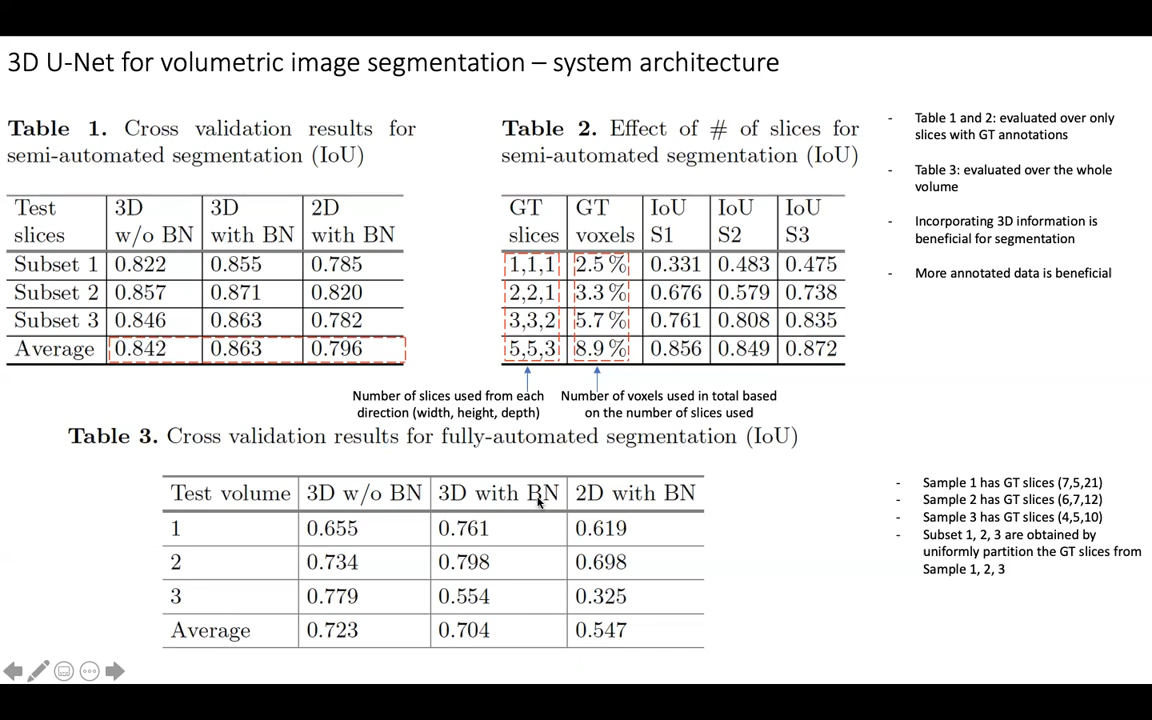 3D U-Net for volumetric image segmentation – system architecture
Table 1. Cross validation results for
semi-automated segmentation (IoU)
Test slices | 3D w/o BN | 3D with BN | 2D with BN
Subset 1 | 0.822 | 0.855 | 0.785
Subset 2 | 0.857 | 0.871 | 0.820
Subset 3 | 0.846 | 0.863 | 0.782
Average | 0.842 | 0.863 | 0.796
Table 2. Effect of # of slices for
semi-automated segmentation (IoU)
GT slices | GT voxels | IoU S1 | IoU S2 | IoU S3
1,1,1 | 2.5 % | 0.331 | 0.483 | 0.475
2,2,1 | 3.3 % | 0.676 | 0.579 | 0.738
3,3,2 | 5.7 % | 0.761 | 0.808 | 0.835
5,5,3 | 8.9 % | 0.856 | 0.849 | 0.872
Number of slices used from each
direction (width, height, depth)
Number of voxels used in total based
on the number of slices used
- Table 1 and 2: evaluated over only
slices with GT annotations
- Table 3: evaluated over the whole
volume
- Incorporating 3D information is
beneficial for segmentation
- More annotated data is beneficial
Table 3. Cross validation results for fully-automated segmentation (IoU)
Test volume | 3D w/o BN | 3D with BN | 2D with BN
1 | 0.655 | 0.761 | 0.619
2 | 0.734 | 0.798 | 0.698
3 | 0.779 | 0.554 | 0.325
Average | 0.723 | 0.704 | 0.547
- Sample 1 has GT slices (7,5,21)
- Sample 2 has GT slices (6,7,12)
- Sample 3 has GT slices (4,5,10)
- Subset 1, 2, 3 are obtained by
uniformly partition the GT slices from
Sample 1, 2, 3